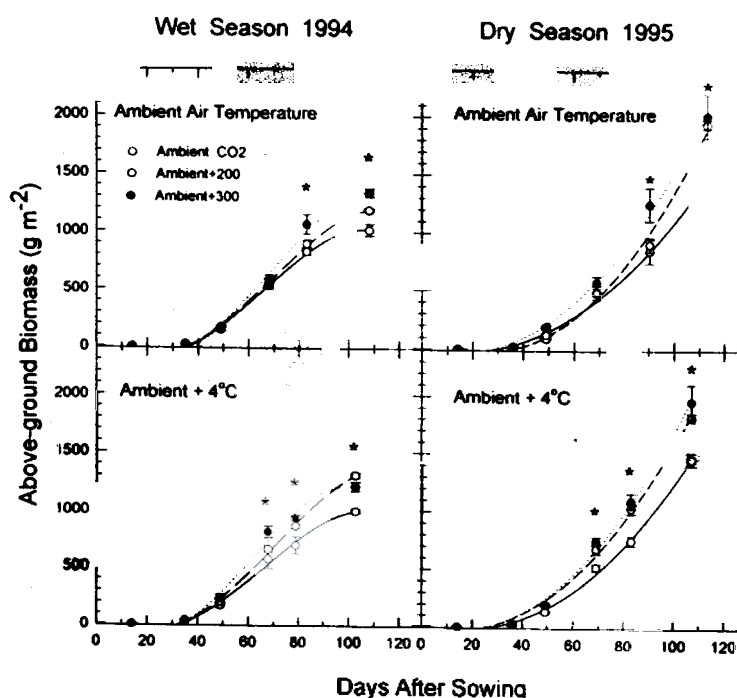 Wet Season 1994
Dry Season 1995
Above-ground Biomass (g m-2)
2000
1500
1000
500
0
Ambient Air Temperature
Ambient CO2
Ambient+200
Ambient+300
Ambient Air Temperature
2000
1500
1000
500
0
Ambient + 4°C
Ambient + 4°C
0 20 40 60 80 100 120
0 20 40 60 80 100 120
Days After Sowing